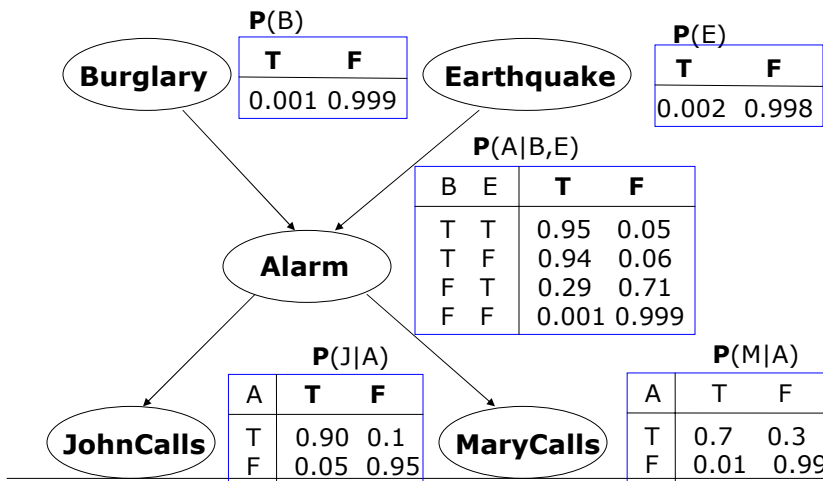 P(B)
T F
0.001 0.999
Burglary
Earthquake
P(E)
T F
0.002 0.998
P(A|B,E)
B E T F
T T 0.95 0.05
T F 0.94 0.06
F T 0.29 0.71
F F 0.001 0.999
Alarm
P(J|A)
A T F
T 0.90 0.1
F 0.05 0.95
P(M|A)
A T F
T 0.7 0.3
F 0.01 0.99
JohnCalls
MaryCalls